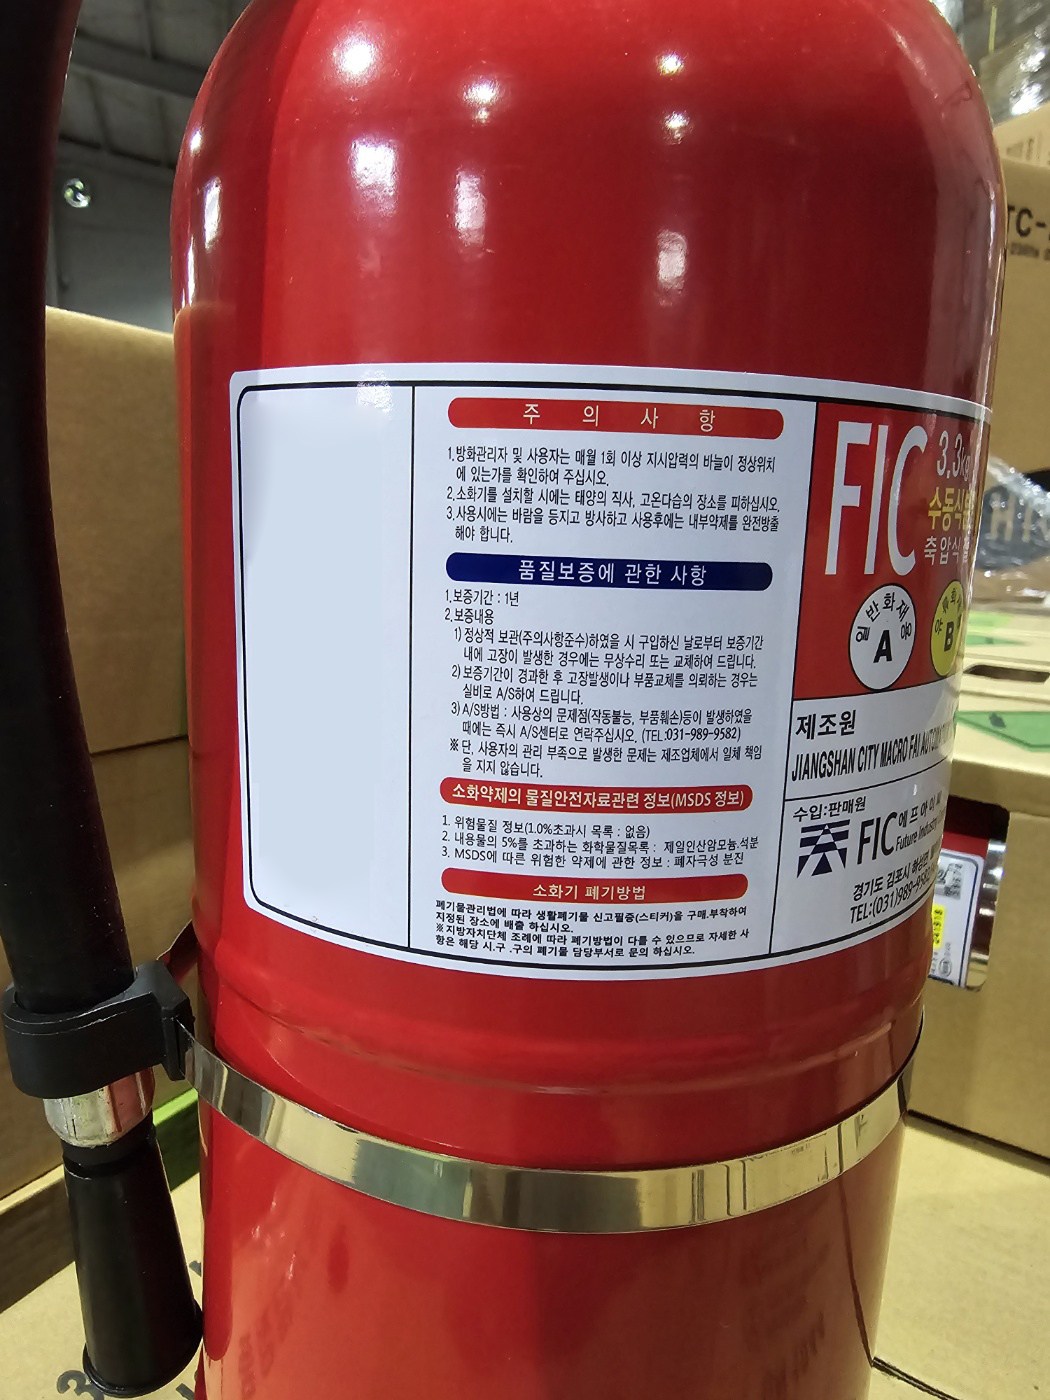 주 의 사 항
1.방화관리자 및 사용자는 매월 1회 이상 지시압력의 바늘이 정상위치
에 있는가를 확인하여 주십시오.
2.소화기를 설치할 시에는 태양의 직사, 고온다습의 장소를 피하십시오.
3.사용시에는 바람을 등지고 방사하고 사용후에는 내부약제를 완전방출
해야 합니다.
품질보증에 관한 사항
1.보증기간 : 1년
2.보증내용
1) 정상적 보관(주의사항준수)하였을 시 구입하신 날로부터 보증기간
내에 고장이 발생한 경우에는 무상수리 또는 교체하여 드립니다.
2) 보증기간이 경과한 후 고장발생이나 부품교체를 의뢰하는 경우는
실비로 A/S하여 드립니다.
3) A/S방법 : 사용상의 문제점(작동불능, 부품훼손)등이 발생하였을
때에는 즉시 A/S센터로 연락주십시오. (TEL:031-989-9582)
※ 단, 사용자의 관리 부족으로 발생한 문제는 제조업체에서 일체 책임
을 지지 않습니다.
소화약제의 물질안전자료관련 정보(MSDS 정보)
1. 위험물질 정보(1.0%초과시 목록 : 없음)
2. 내용물의 5%를 초과하는 화학물질목록 : 제일인산암모늄.석분
3. MSDS에 따른 위험한 약제에 관한 정보 : 폐자극성 분진
소화기 폐기방법
폐기물관리법에 따라 생활폐기물 신고필증(스티커)을 구매.부착하여
지정된 장소에 배출 하십시오.
※지방자치단체 조례에 따라 폐기방법이 다를 수 있으므로 자세한 사
항은 해당 시.구 .구의 폐기물 담당부서로 문의 하십시오.
FIC
3.3kg
수동식
축압식
일반화재용
A
B
제조원
JIANGSHAN CITY MACRO FAI
수입:판매원
FIC 에프아이씨
Future Industry
경기도 김포시 하성면
TEL:(031)989-9582
TC-